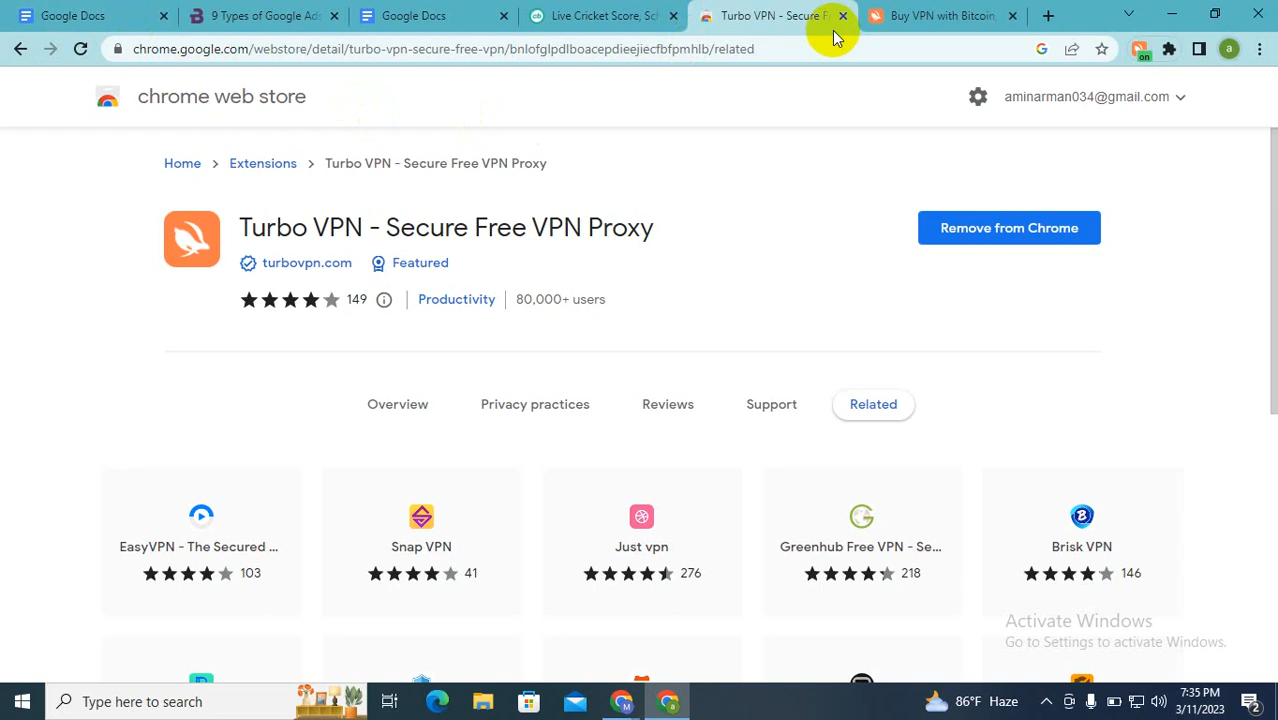 Google Docs
9 Types of Google Ads
Google Docs
Live Cricket Score, Sch
Turbo VPN - Secure F
Buy VPN with Bitcoin,
chrome.google.com/webstore/detail/turbo-vpn-secure-free-vpn/bnlofglpdlboacepdieejiecfbfpmhlb/related
on
a
chrome web store
aminarman034@gmail.com
Home > Extensions > Turbo VPN - Secure Free VPN Proxy
Turbo VPN - Secure Free VPN Proxy
Remove from Chrome
turbovpn.com
Featured
149
Productivity
80,000+ users
Overview
Privacy practices
Reviews
Support
Related
EasyVPN - The Secured ...
Snap VPN
Just vpn
Greenhub Free VPN - Se...
Brisk VPN
103
41
276
218
146
Activate Windows
Go to Settings to activate Windows.
Type here to search
86°F Haze
7:35 PM
3/11/2023
2